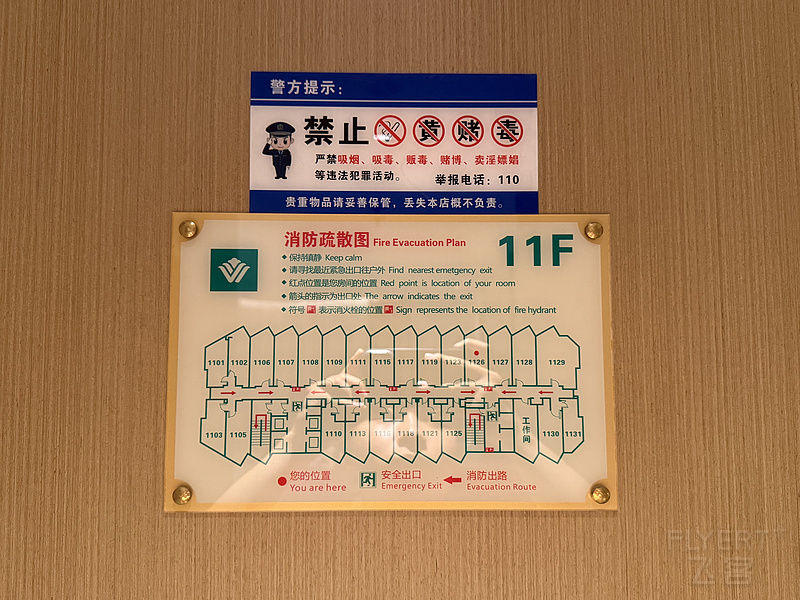 警方提示：
禁止 黄 赌 毒
严禁吸烟、吸毒、贩毒、赌博、卖淫嫖娼
等违法犯罪活动。 举报电话：110
贵重物品请妥善保管，丢失本店概不负责。
消防疏散图 Fire Evacuation Plan
11F
保持镇静 Keep calm
请寻找最近紧急出口往户外 Find nearest emetgency exit
红点位置是您房间的位置 Red point is location of your room
箭头的指示为出口处 The arrow indicates the exit
符号 表示消火栓的位置 Sign represents the location of fire hydrant
1101 1102 1106 1107 1108 1109 1111 1115 1117 1119 1123 1126 1127 1128 1129
1103 1105 1110 1113 1118 1121 1125 工作间 1130 1131
您的位置 安全出口 消防出路
You are here Emergency Exit Evacuation Route
FLYERT
飞客